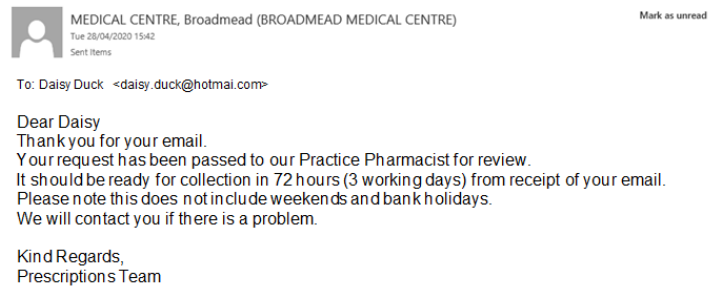 MEDICAL CENTRE, Broadmead (BROADMEAD MEDICAL CENTRE)
Mark as unread
Tue 28/04/2020 15:42
Sent Items
To: Daisy Duck <daisy.duck@hotmai.com>
Dear Daisy
Thank you for your email.
Your request has been passed to our Practice Pharmacist for review.
It should be ready for collection in 72 hours (3 working days) from receipt of your email.
Please note this does not include weekends and bank holidays.
We will contact you if there is a problem.
Kind Regards,
Prescriptions Team